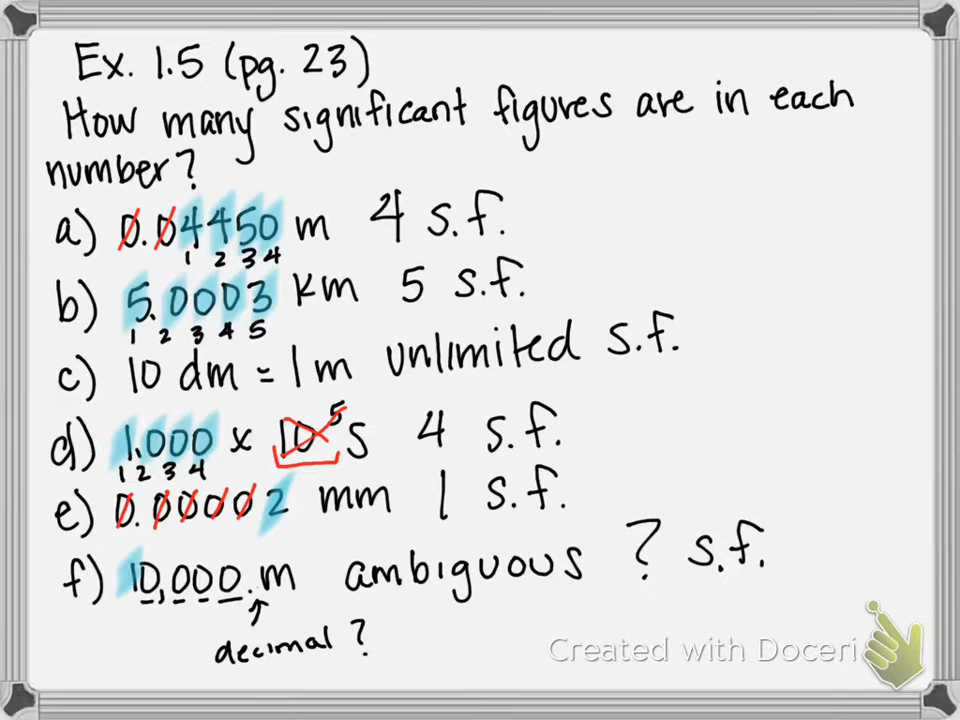 Ex. 1.5 (pg. 23)
How many significant figures are in each
number?
a) 0.04450 m 4 s.f.
1 2 3 4
b) 5.0003 km 5 s.f.
1 2 3 4 5
c) 10 dm = 1 m unlimited s.f.
d) 1.000 x 10⁵ s 4 s.f.
1 2 3 4
e) 0.00002 mm 1 s.f.
f) 10,000. m ambiguous ? s.f.
decimal ?
Created with Doceri